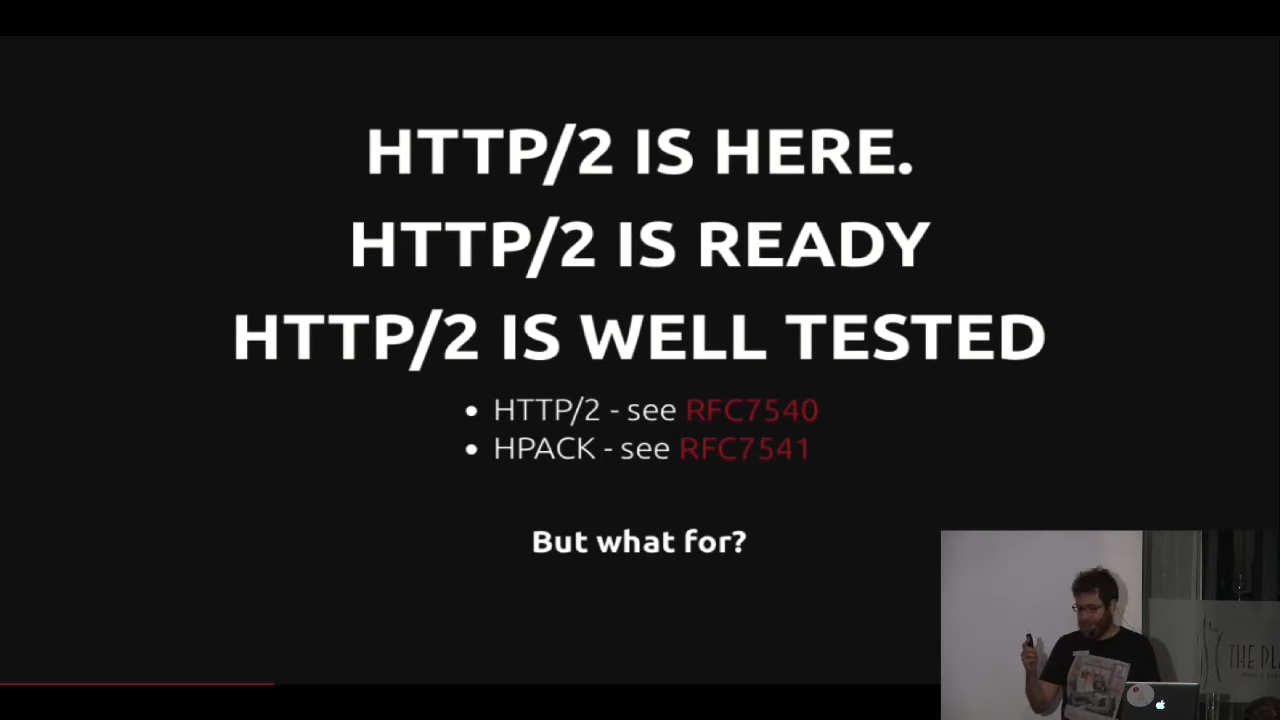 HTTP/2 IS HERE.
HTTP/2 IS READY
HTTP/2 IS WELL TESTED
• HTTP/2 - see RFC7540
• HPACK - see RFC7541
But what for?
THE